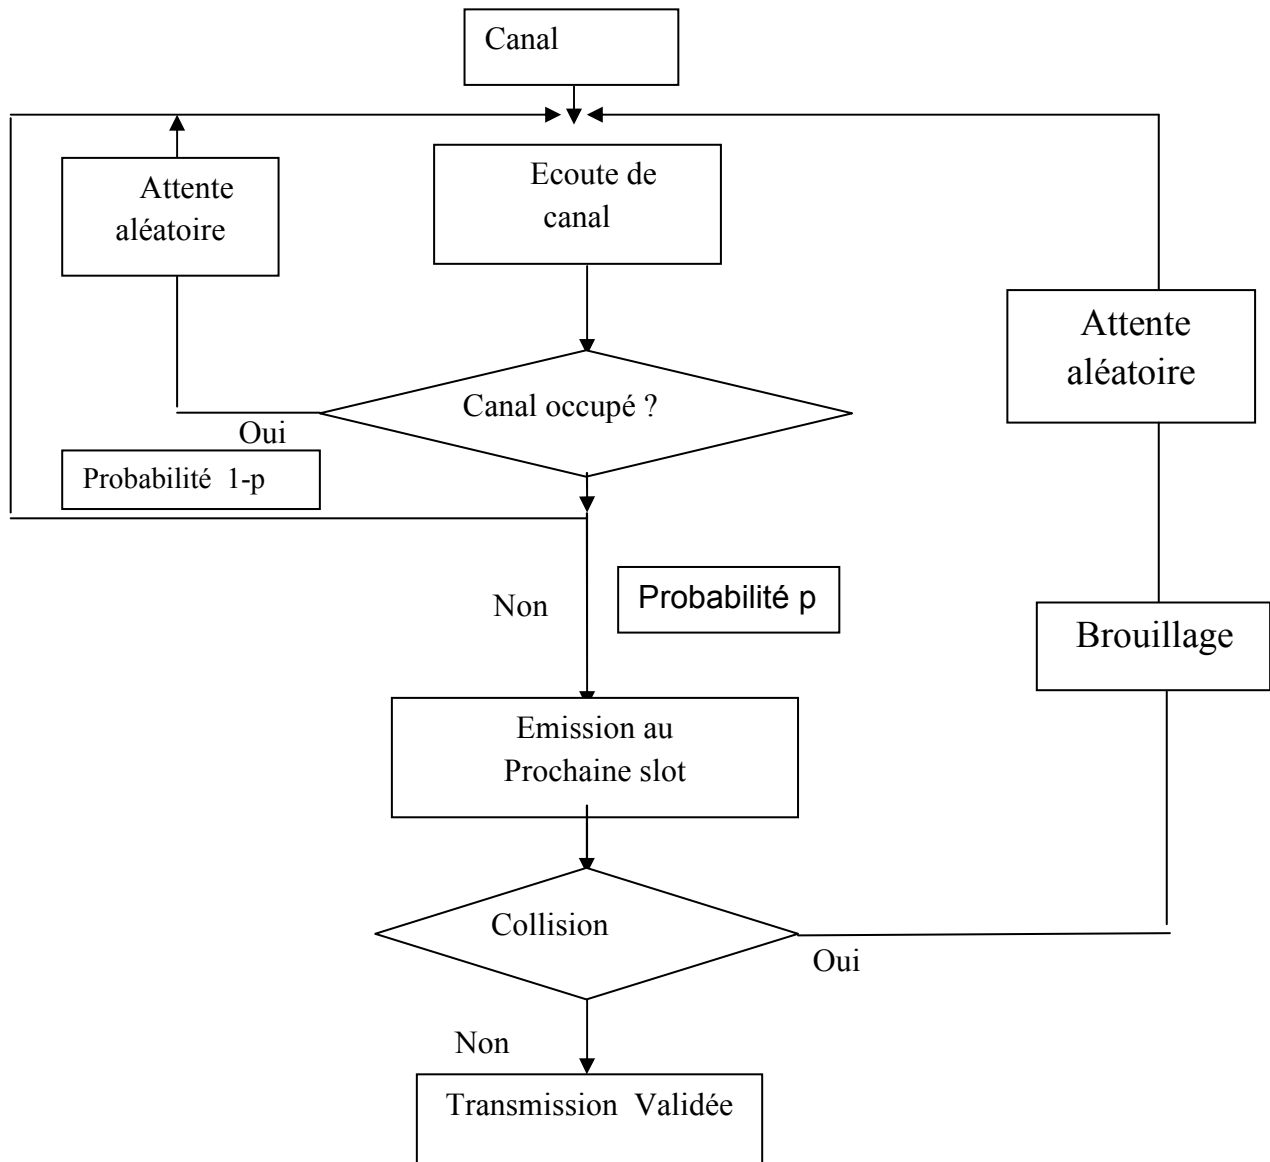 Canal
Attente
aléatoire
Ecoute de
canal
Attente
aléatoire
Canal occupé ?
Oui
Probabilité 1-p
Non
Probabilité p
Brouillage
Emission au
Prochaine slot
Collision
Oui
Non
Transmission Validée